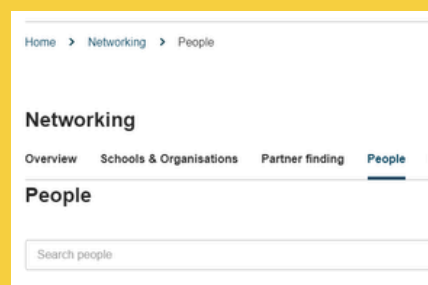 Home > Networking > People
Networking
Overview Schools & Organisations Partner finding People
People
Search people